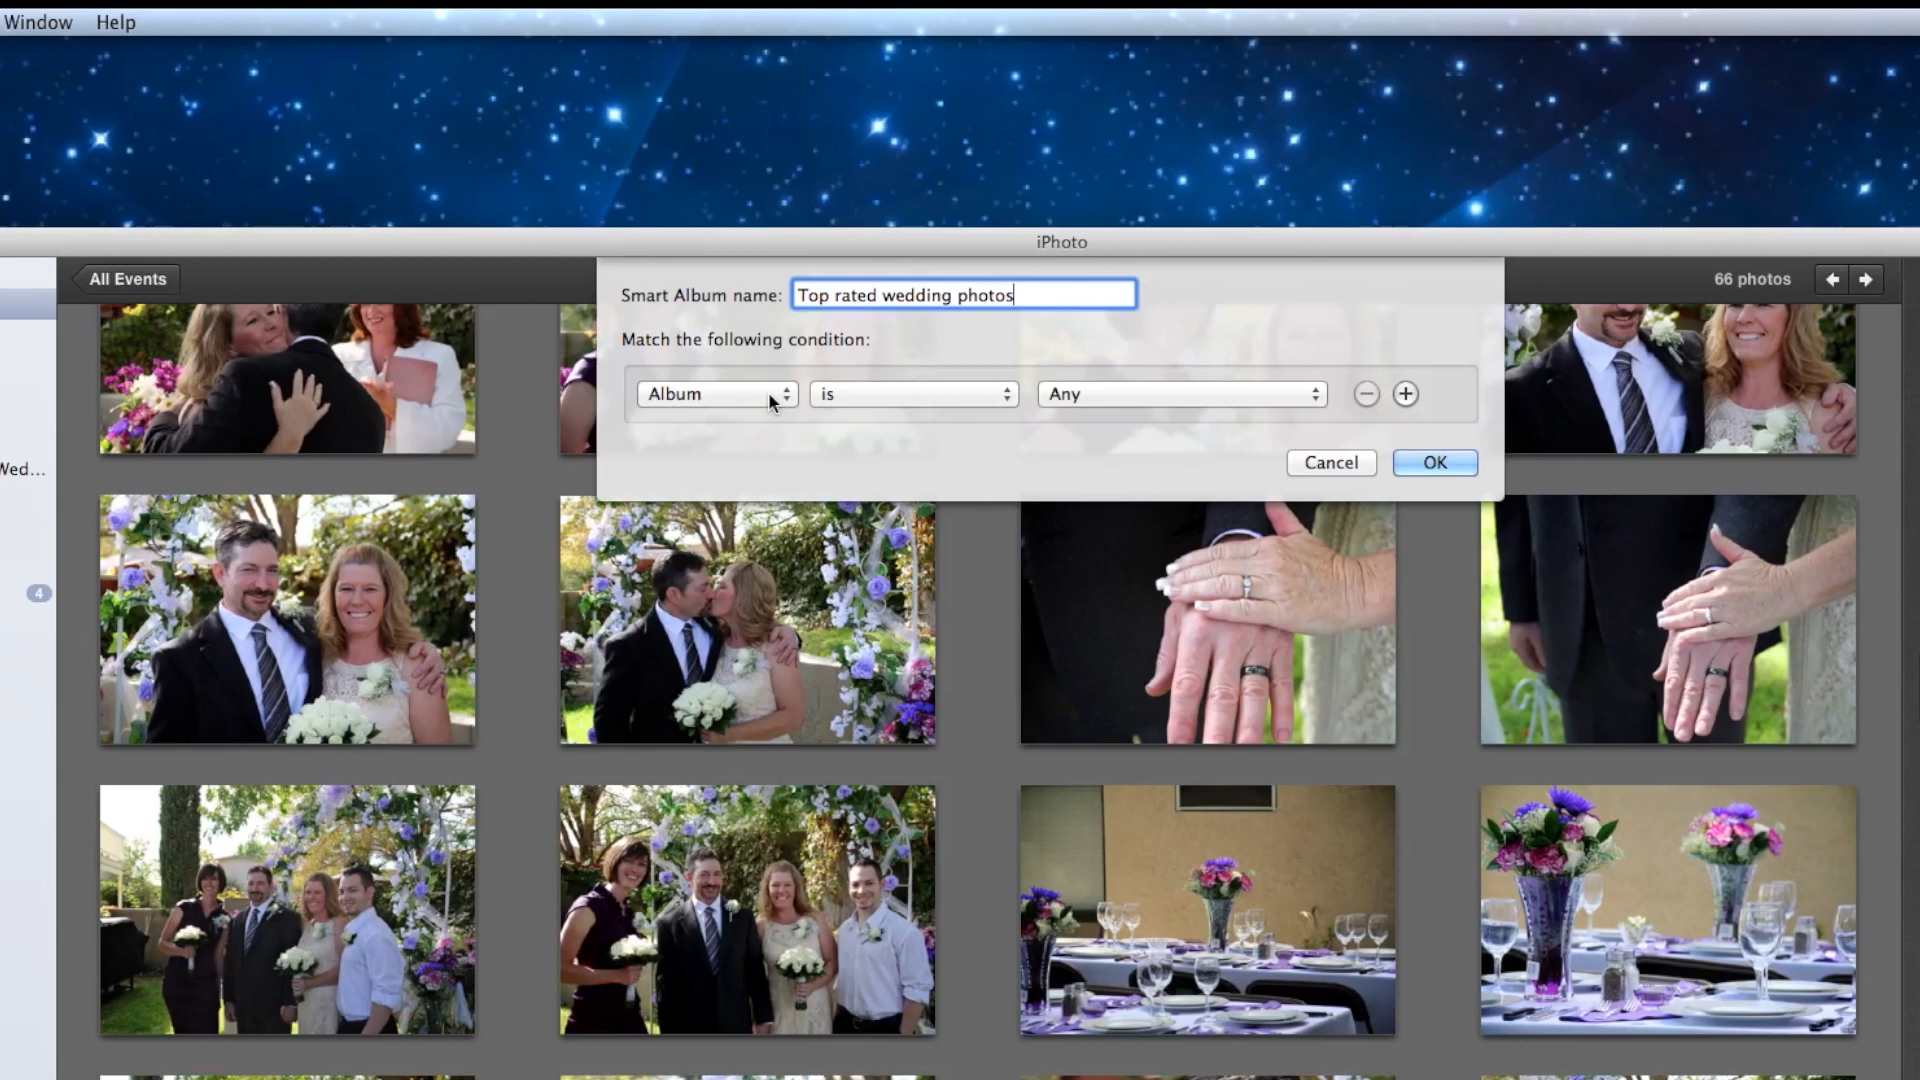 Window Help
iPhoto
All Events
66 photos
Smart Album name: Top rated wedding photos
Match the following condition:
Album is Any
Cancel OK
Wed...
4